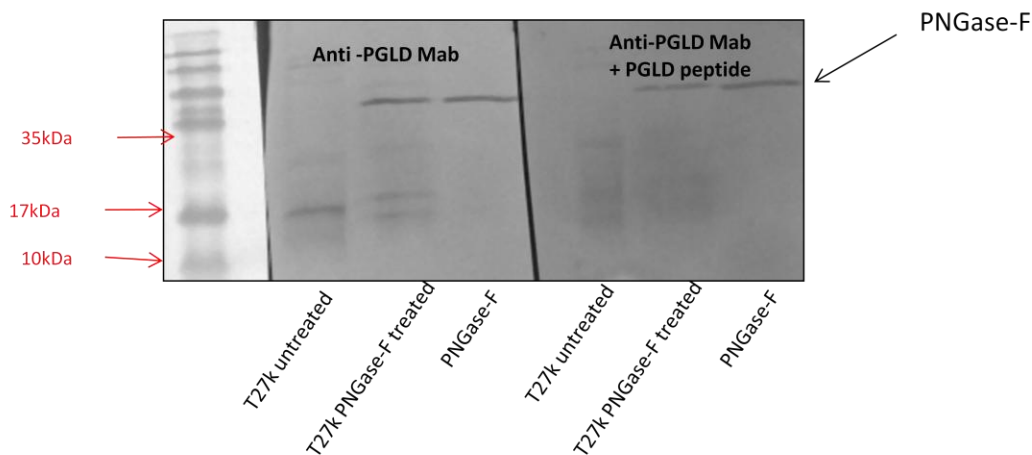 PNGase-F
Anti -PGLD Mab
Anti-PGLD Mab
+ PGLD peptide
35kDa
17kDa
10kDa
T27k untreated
T27k PNGase-F treated
PNGase-F
T27k untreated
T27k PNGase-F treated
PNGase-F